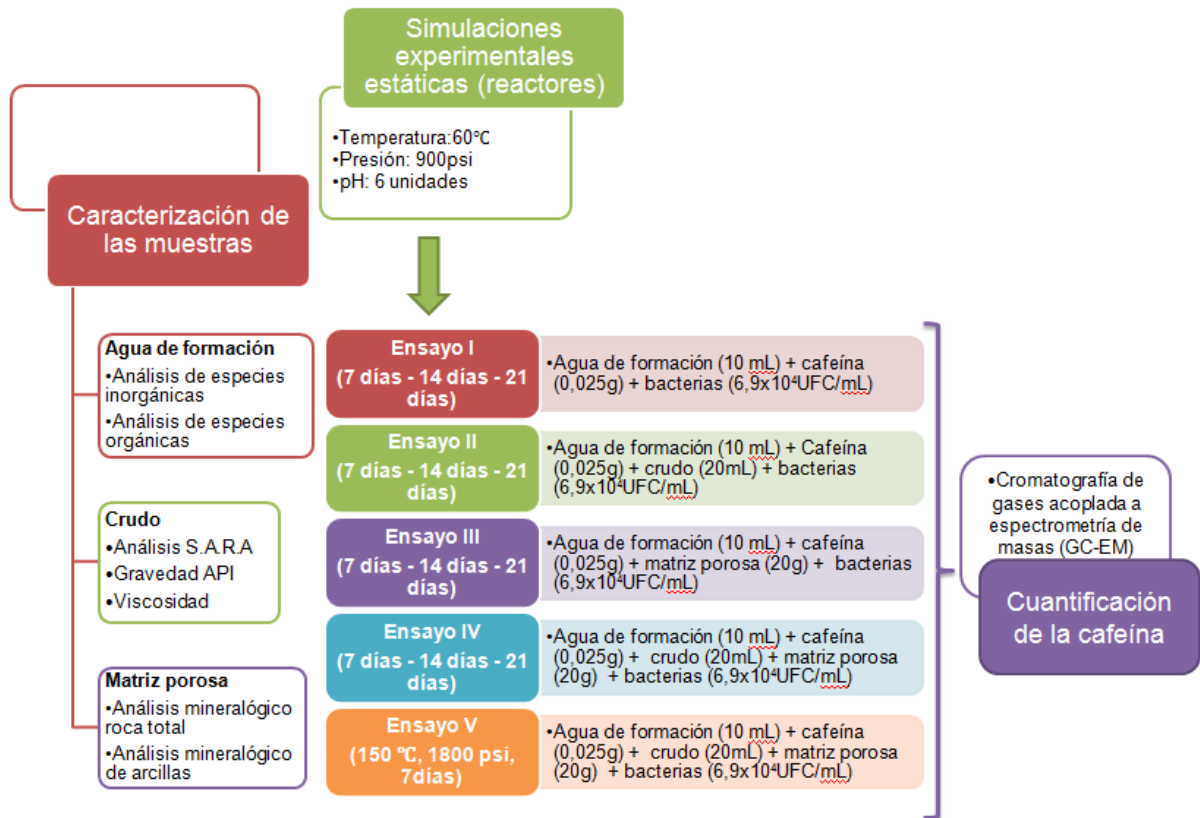 Simulaciones
experimentales
estáticas (reactores)
•Temperatura:60℃
•Presión: 900psi
•pH: 6 unidades
Caracterización de
las muestras
Agua de formación
•Análisis de especies
inorgánicas
•Análisis de especies
orgánicas
Crudo
•Análisis S.A.R.A
•Gravedad API
•Viscosidad
Matriz porosa
•Análisis mineralógico
roca total
•Análisis mineralógico
de arcillas
Ensayo I
(7 días - 14 días - 21
días)
•Agua de formación (10 mL) + cafeína
(0,025g) + bacterias (6,9x10⁴UFC/mL)
Ensayo II
(7 días - 14 días - 21
días)
•Agua de formación (10 mL) + Cafeína
(0,025g) + crudo (20mL) + bacterias
(6,9x10⁴UFC/mL)
Ensayo III
(7 días - 14 días - 21
días)
•Agua de formación (10 mL) + cafeína
(0,025g) + matriz porosa (20g) + bacterias
(6,9x10⁴UFC/mL)
Ensayo IV
(7 días - 14 días - 21
días)
•Agua de formación (10 mL) + cafeína
(0,025g) + crudo (20mL) + matriz porosa
(20g) + bacterias (6,9x10⁴UFC/mL)
Ensayo V
(150 ℃, 1800 psi,
7días)
•Agua de formación (10 mL) + cafeína
(0,025g) + crudo (20mL) + matriz porosa
(20g) + bacterias (6,9x10⁴UFC/mL)
•Cromatografía de
gases acoplada a
espectrometría de
masas (GC-EM)
Cuantificación
de la cafeína